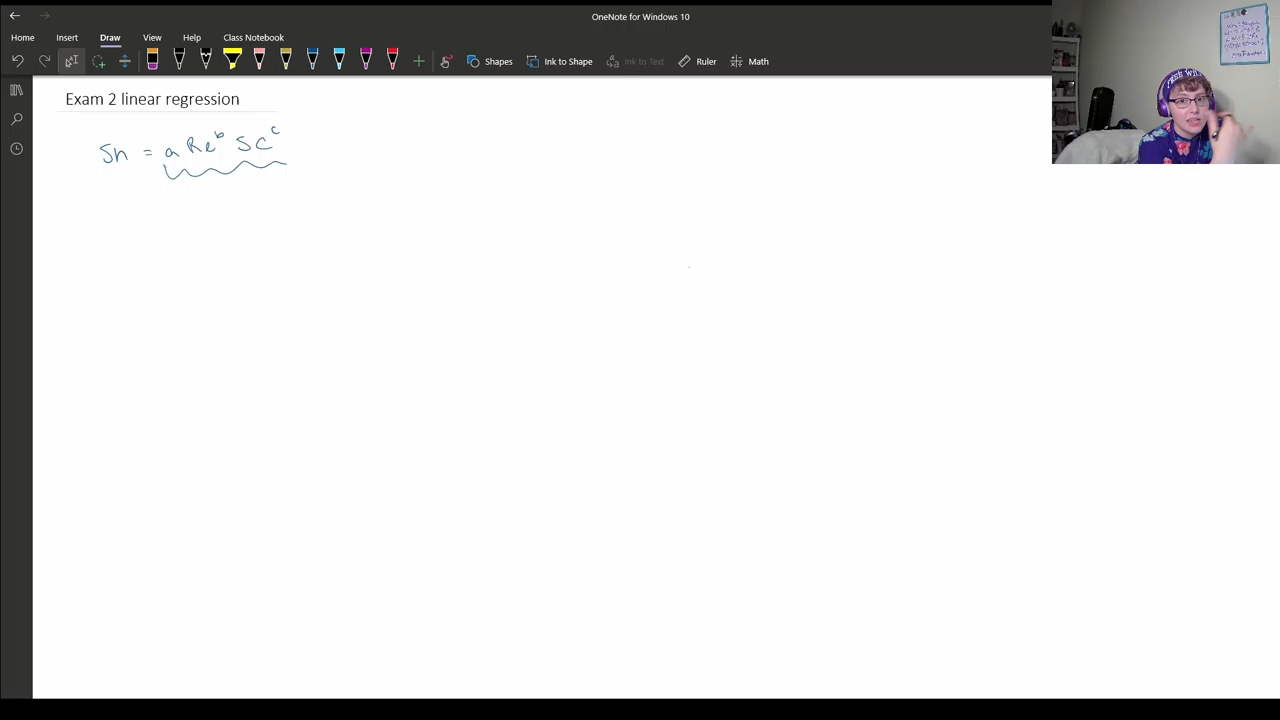 OneNote for Windows 10
Home Insert Draw View Help Class Notebook
Shapes Ink to Shape Ink to Text Ruler Math
Exam 2 linear regression
Sh = a Re^b Sc^c